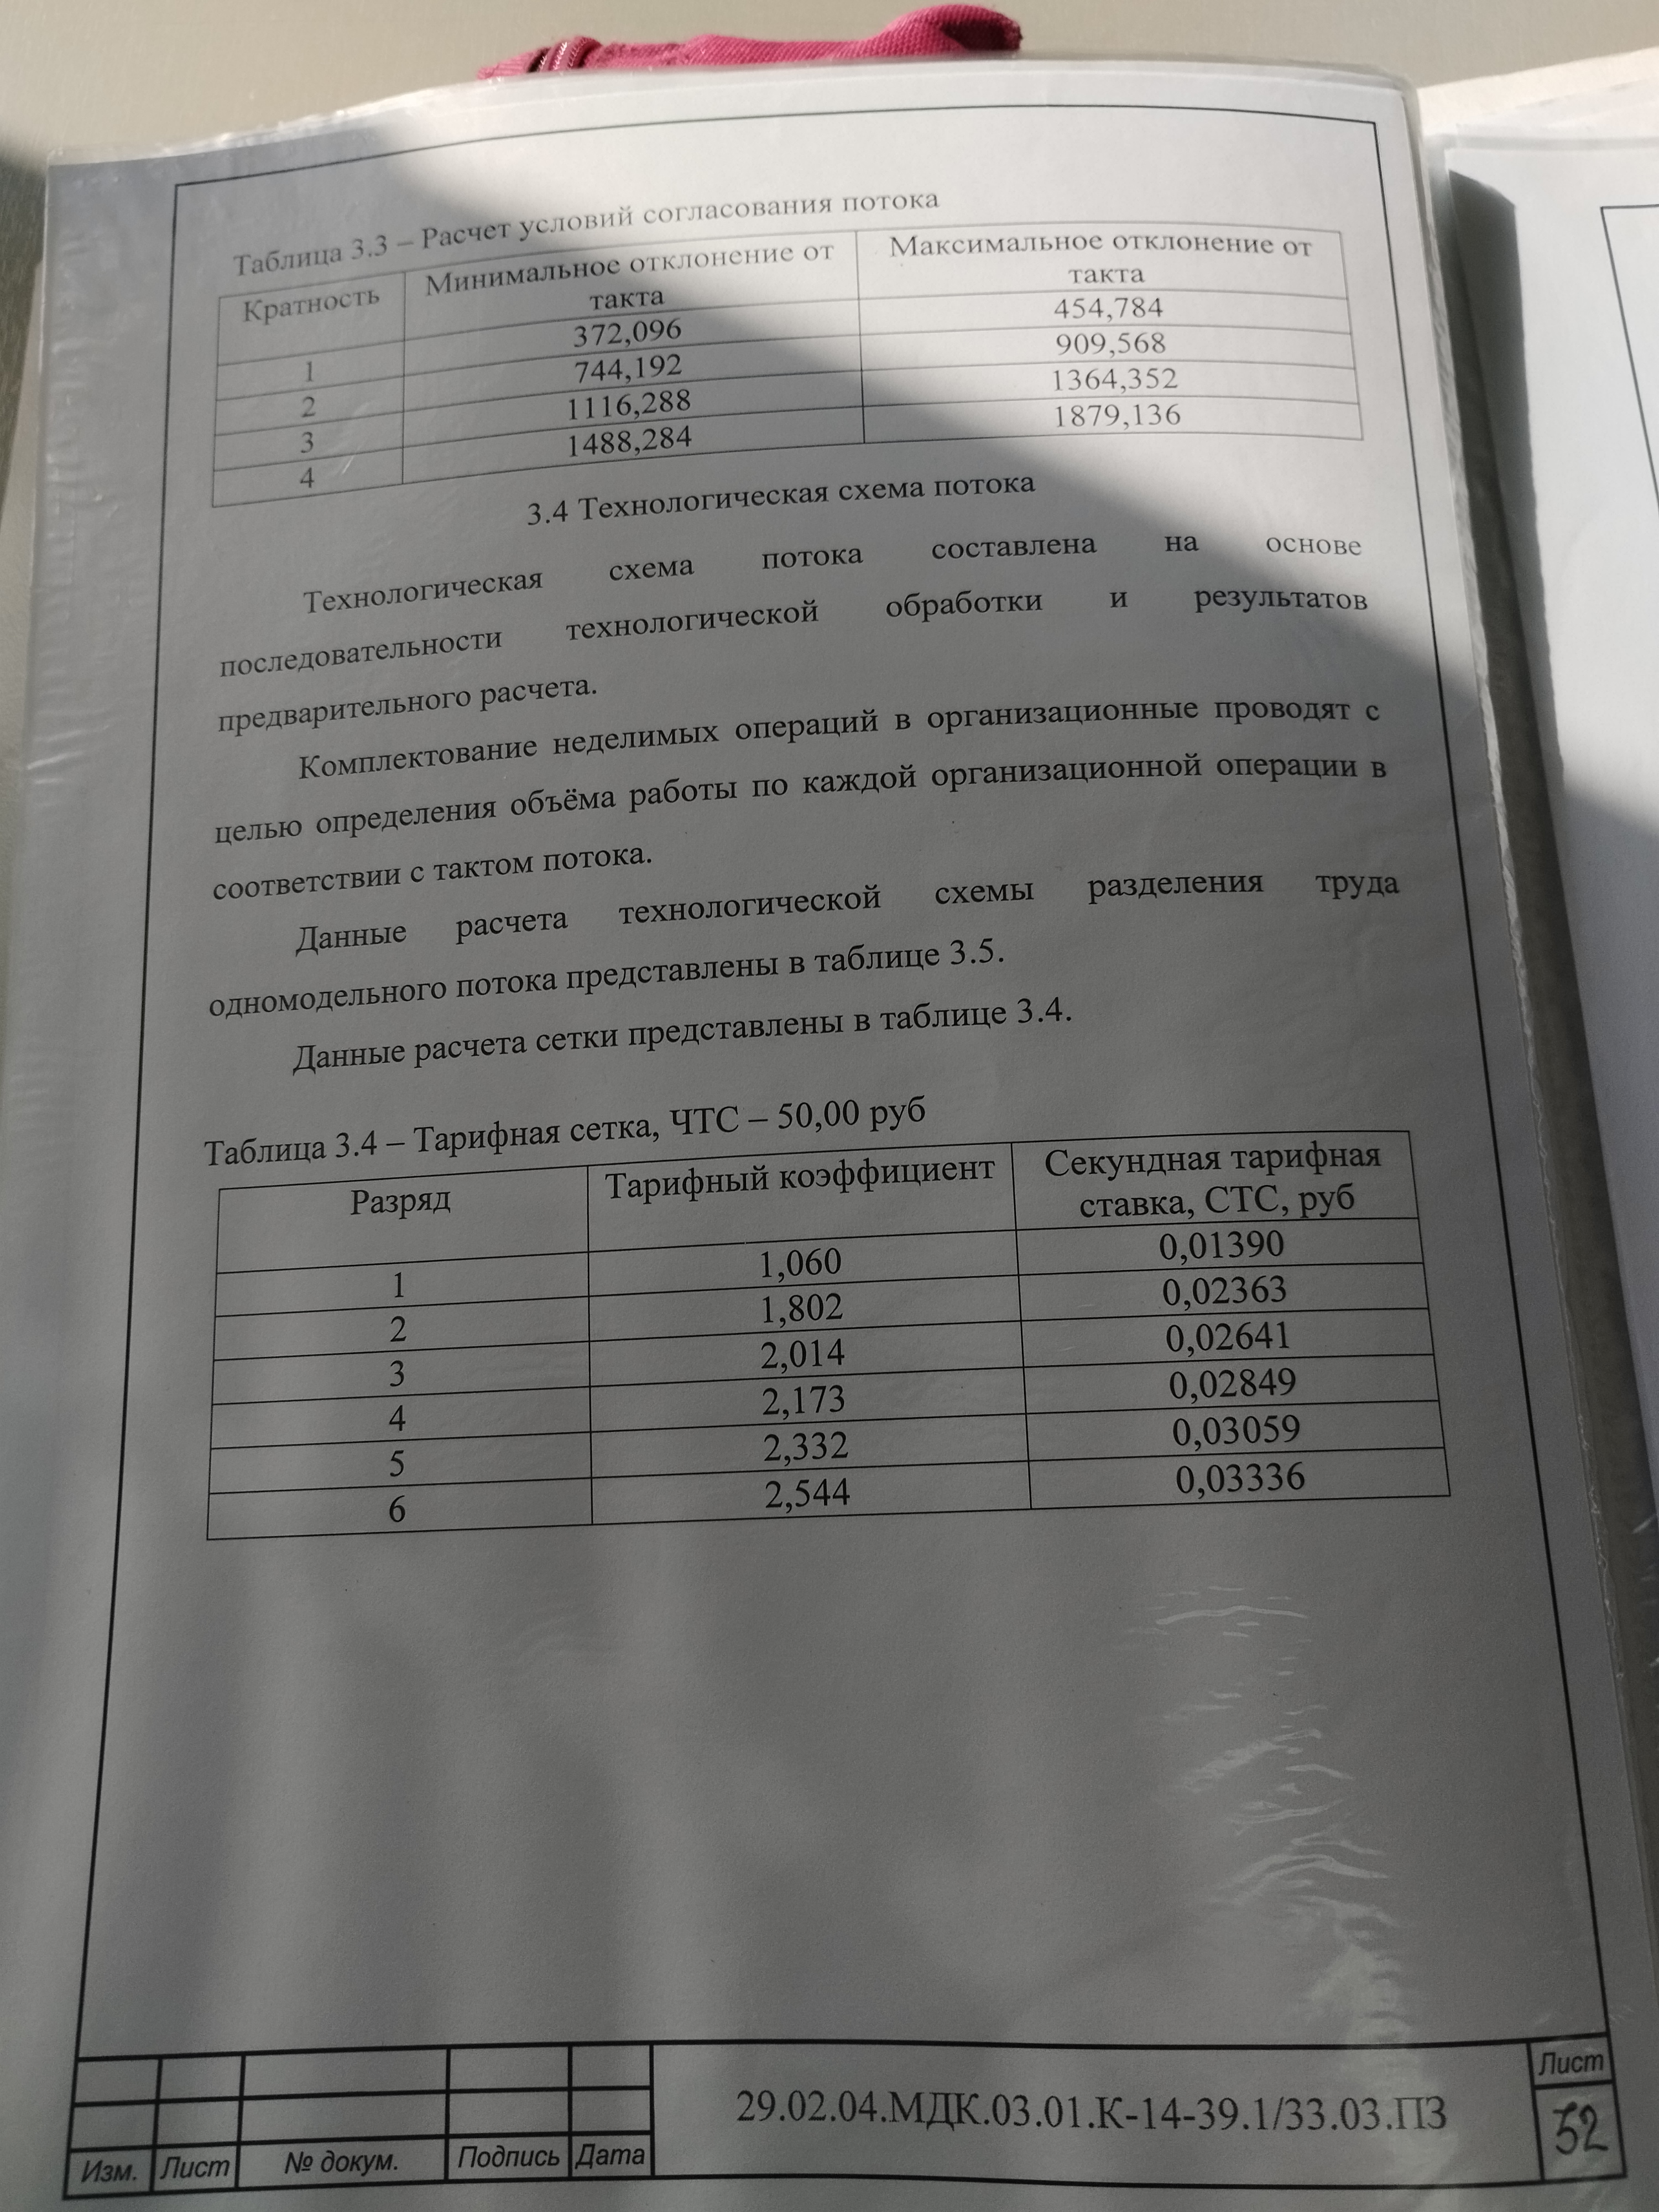 Таблица 3.3 – Расчет условий согласования потока
Кратность Минимальное отклонение от такта Максимальное отклонение от такта
1 372,096 454,784
2 744,192 909,568
3 1116,288 1364,352
4 1488,284 1879,136
3.4 Технологическая схема потока
Технологическая схема потока составлена на основе
последовательности технологической обработки и результатов
предварительного расчета.
Комплектование неделимых операций в организационные проводят с
целью определения объёма работы по каждой организационной операции в
соответствии с тактом потока.
Данные расчета технологической схемы разделения труда
одномодельного потока представлены в таблице 3.5.
Данные расчета сетки представлены в таблице 3.4.
Таблица 3.4 – Тарифная сетка, ЧТС – 50,00 руб
Разряд Тарифный коэффициент Секундная тарифная ставка, СТС, руб
1 1,060 0,01390
2 1,802 0,02363
3 2,014 0,02641
4 2,173 0,02849
5 2,332 0,03059
6 2,544 0,03336
29.02.04.МДК.03.01.К-14-39.1/33.03.ПЗ
Лист
52
Изм. Лист № докум. Подпись Дата